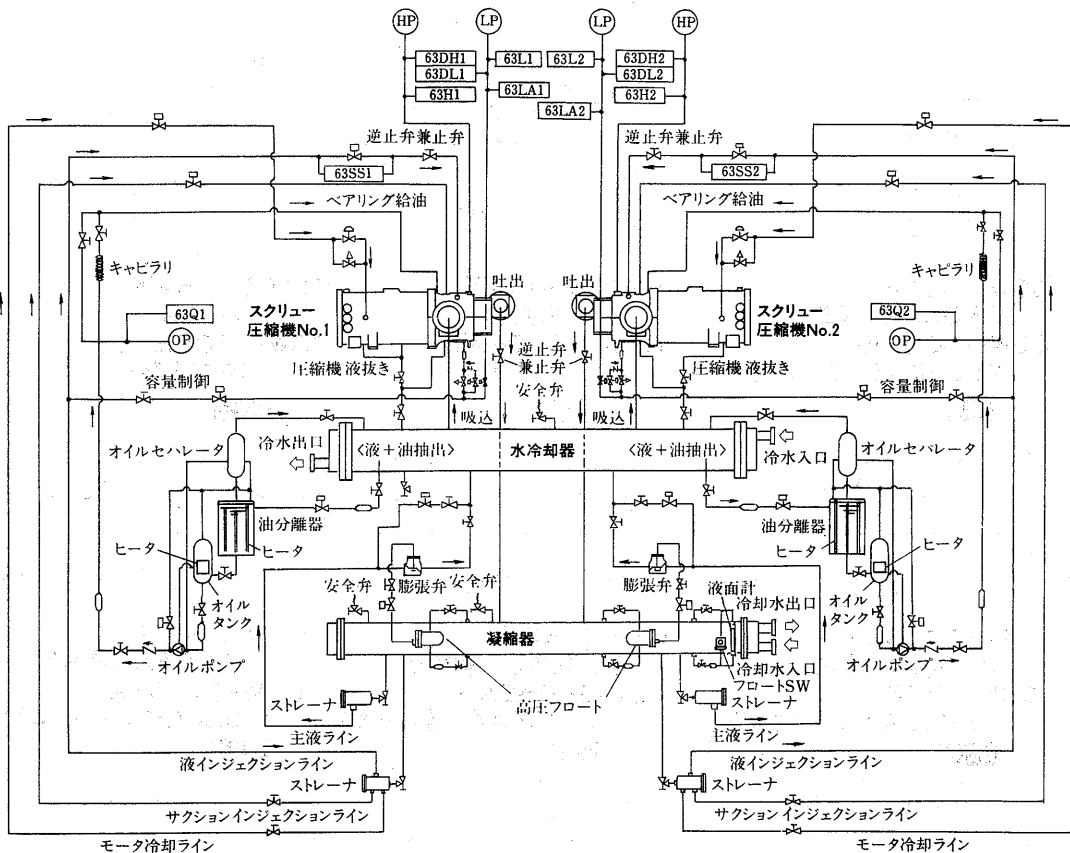 HP LP LP HP
63DH1 63L1 63L2 63DH2
63DL1 63DL2
63H1 63LA1 63H2
63LA2
逆止弁兼止弁 逆止弁兼止弁
63SS1 63SS2
ベアリング給油 ベアリング給油
キャピラリ 吐出 吐出 キャピラリ
スクリュー スクリュー
圧縮機No.1 圧縮機No.2
63Q1 63Q2
OP OP
逆止弁
兼止弁
圧縮機液抜き 圧縮機液抜き
容量制御 安全弁 容量制御
吸込 吸込
オイルセパレータ 冷水出口 〈液+油抽出〉 水冷却器 〈液+油抽出〉 冷水入口 オイルセパレータ
油分離器 油分離器
ヒータ ヒータ ヒータ ヒータ
安全弁 膨張弁 安全弁 膨張弁 液面計
オイル
タンク
冷却水出口
オイル
タンク
オイルポンプ 凝縮器 オイルポンプ
冷却水入口
フロートSW
ストレーナ 高圧フロート ストレーナ
主液ライン 主液ライン
液インジェクションライン 液インジェクションライン
ストレーナ ストレーナ
サクションインジェクションライン サクションインジェクションライン
モータ冷却ライン モータ冷却ライン